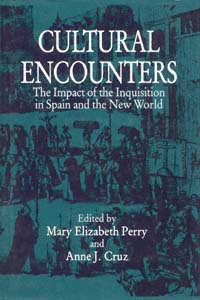 CULTURAL
ENCOUNTERS
The Impact of the Inquisition
in Spain and the New World
Edited by
Mary Elizabeth Perry
and
Anne J. Cruz